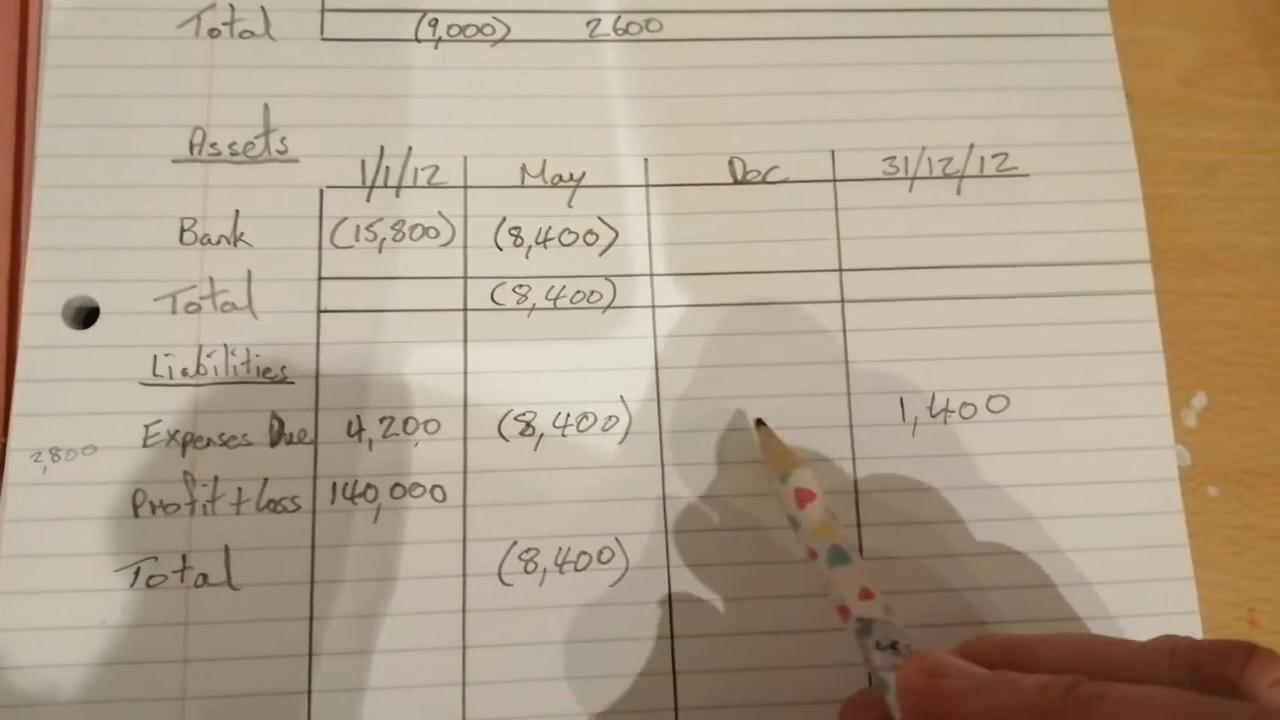 Total (9,000) 2600
Assets
1/1/12 May Dec 31/12/12
Bank (15,800) (8,400)
Total (8,400)
Liabilities
Expenses Due 4,200 (8,400) 1,400
2,800
Profit + Loss 140,000
Total (8,400)